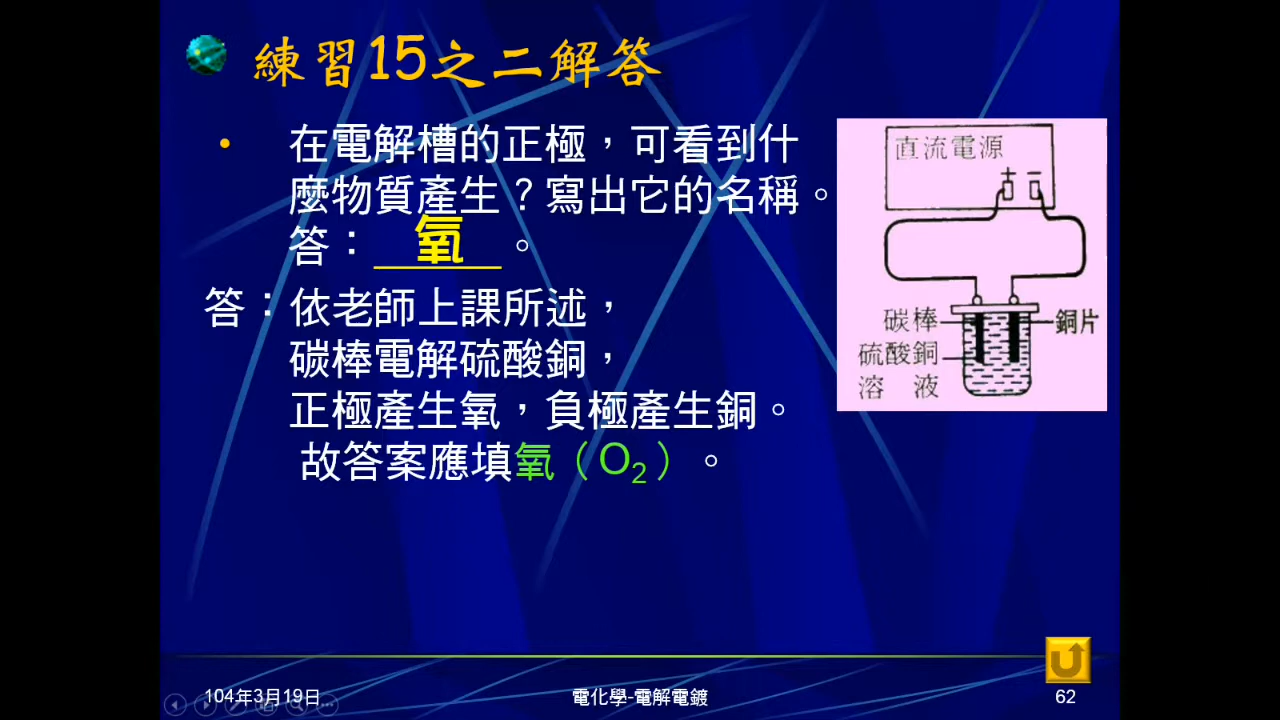 練習15之二解答
• 在電解槽的正極，可看到什
麼物質產生？寫出它的名稱。
答：＿氧＿。
答：依老師上課所述，
碳棒電解硫酸銅，
正極產生氧，負極產生銅。
故答案應填氧（O₂）。
直流電源
+ −
碳棒
銅片
硫酸銅
溶 液
104年3月19日
電化學-電解電鍍
62